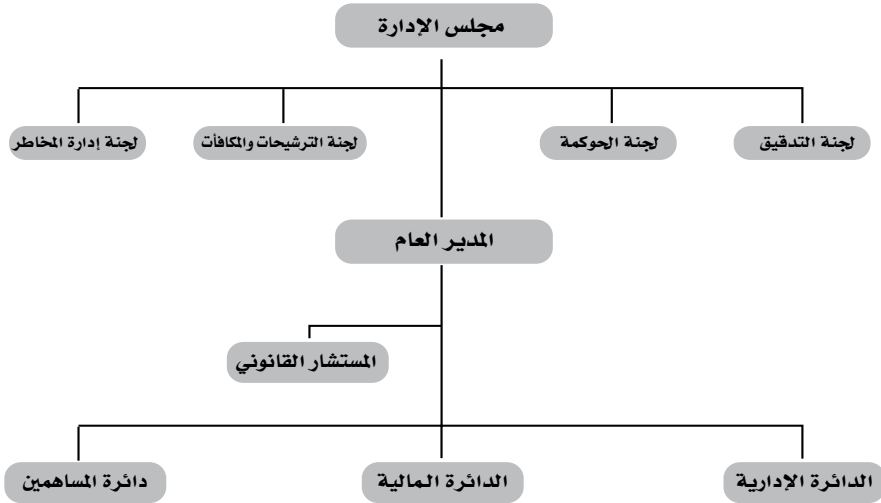 مجلس الإدارة
لجنة التدقيق
لجنة الحوكمة
لجنة الترشيحات والمكافأت
لجنة إدارة المخاطر
المدير العام
المستشار القانوني
الدائرة الإدارية
الدائرة المالية
دائرة المساهمين